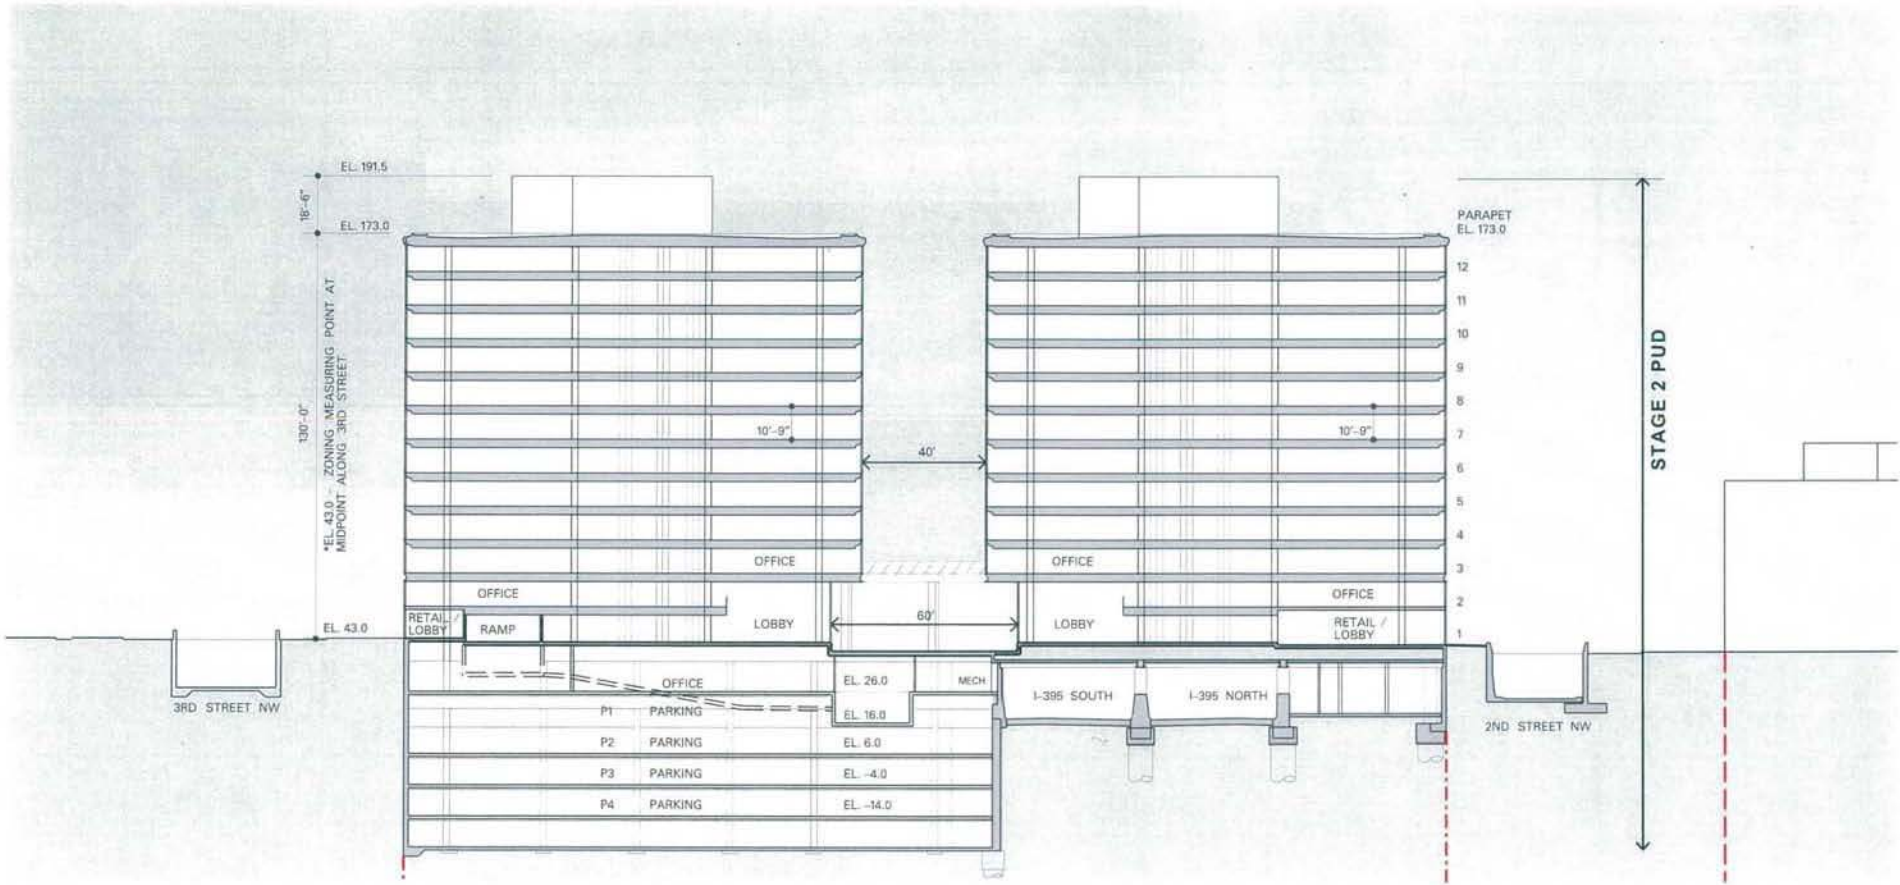 EL. 191.5
18'-6"
EL. 173.0
PARAPET
EL. 173.0
12
11
10
9
8
7
6
5
4
3
2
1
130'-0"
*EL. 43.0 - ZONING MEASURING POINT AT
MIDPOINT ALONG 3RD STREET
10'-9"
10'-9"
40'
STAGE 2 PUD
OFFICE
OFFICE
OFFICE
OFFICE
RETAIL /
LOBBY
RAMP
LOBBY
60'
LOBBY
RETAIL /
LOBBY
EL. 43.0
3RD STREET NW
OFFICE
EL. 26.0
MECH
I-395 SOUTH
I-395 NORTH
2ND STREET NW
P1 PARKING EL. 16.0
P2 PARKING EL. 6.0
P3 PARKING EL. -4.0
P4 PARKING EL. -14.0